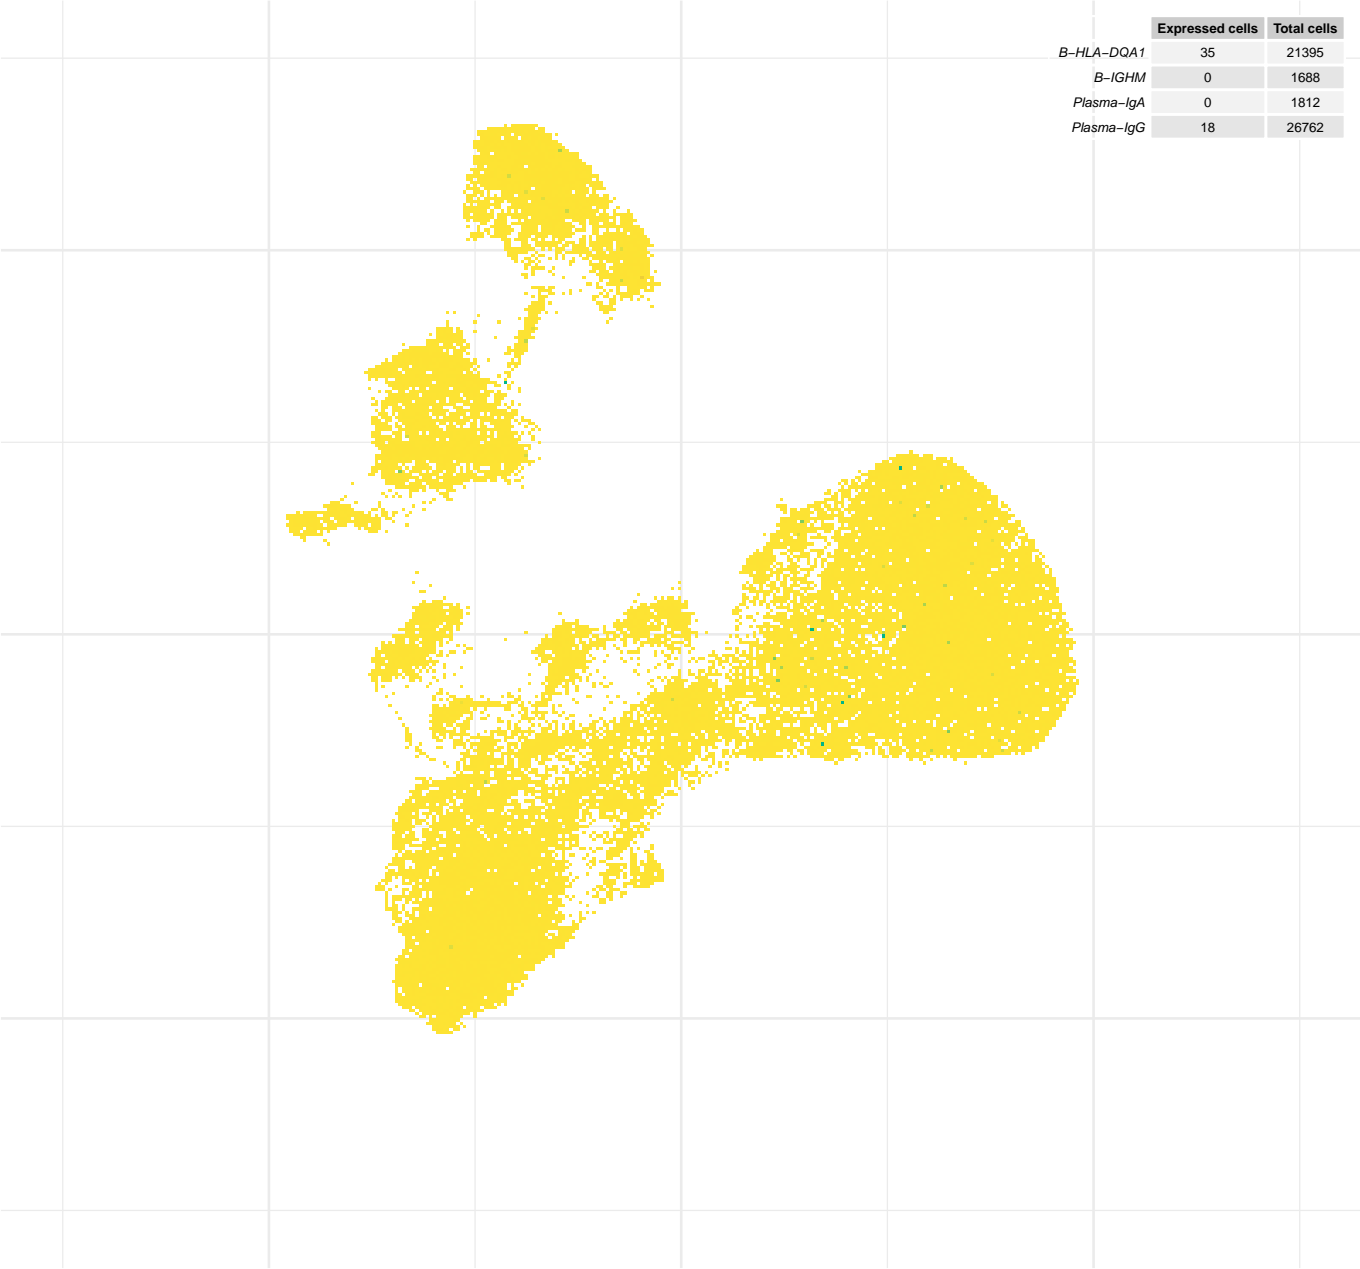 Expressed cells Total cells
B−HLA−DQA1 35 21395
B−IGHM 0 1688
Plasma−IgA 0 1812
Plasma−IgG 18 26762